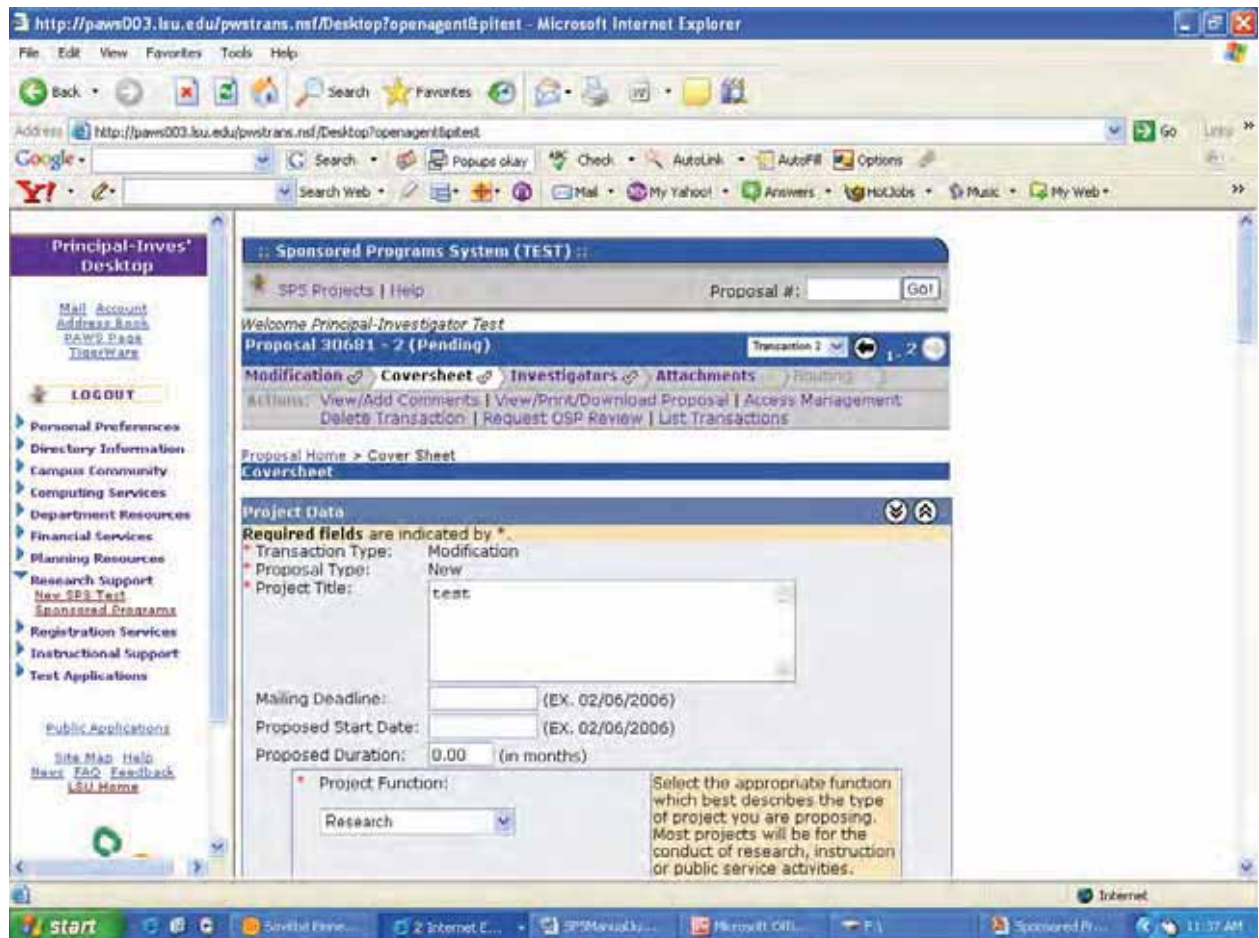 http://paws003.lsu.edu/pwstrans.nsf/Desktop?openagent&pitest - Microsoft Internet Explorer
File Edit View Favorites Tools Help
Back Search Favorites
Address http://paws003.lsu.edu/pwstrans.nsf/Desktop?openagent&pitest Go Links »
Google Search Popups okay Check AutoLink AutoFill Options
Y! Search Web Mail My Yahoo! Answers HotJobs Music My Web »
Principal-Inves'
Desktop
Mail Account
Address Book
PAWS Page
TigerWare
LOGOUT
Personal Preferences
Directory Information
Campus Community
Computing Services
Department Resources
Financial Services
Planning Resources
Research Support
New SPS Test
Sponsored Programs
Registration Services
Instructional Support
Test Applications
Public Applications
Site Map Help
News FAQ Feedback
LSU Home
:: Sponsored Programs System (TEST) ::
SPS Projects | Help Proposal #: Go!
Welcome Principal-Investigator Test
Proposal 30681 - 2 (Pending) Transaction 2 1.. 2
Modification Coversheet Investigators Attachments Routing
Actions: View/Add Comments | View/Print/Download Proposal | Access Management
Delete Transaction | Request OSP Review | List Transactions
Proposal Home > Cover Sheet
Coversheet
Project Data
Required fields are indicated by *.
* Transaction Type: Modification
* Proposal Type: New
* Project Title: test
Mailing Deadline: (EX. 02/06/2006)
Proposed Start Date: (EX. 02/06/2006)
Proposed Duration: 0.00 (in months)
* Project Function:
Research
Select the appropriate function
which best describes the type
of project you are proposing.
Most projects will be for the
conduct of research, instruction
or public service activities.
Internet
start 2 Internet E... Microsoft Offi... F:\ Sponsored Pr... 11:37 AM